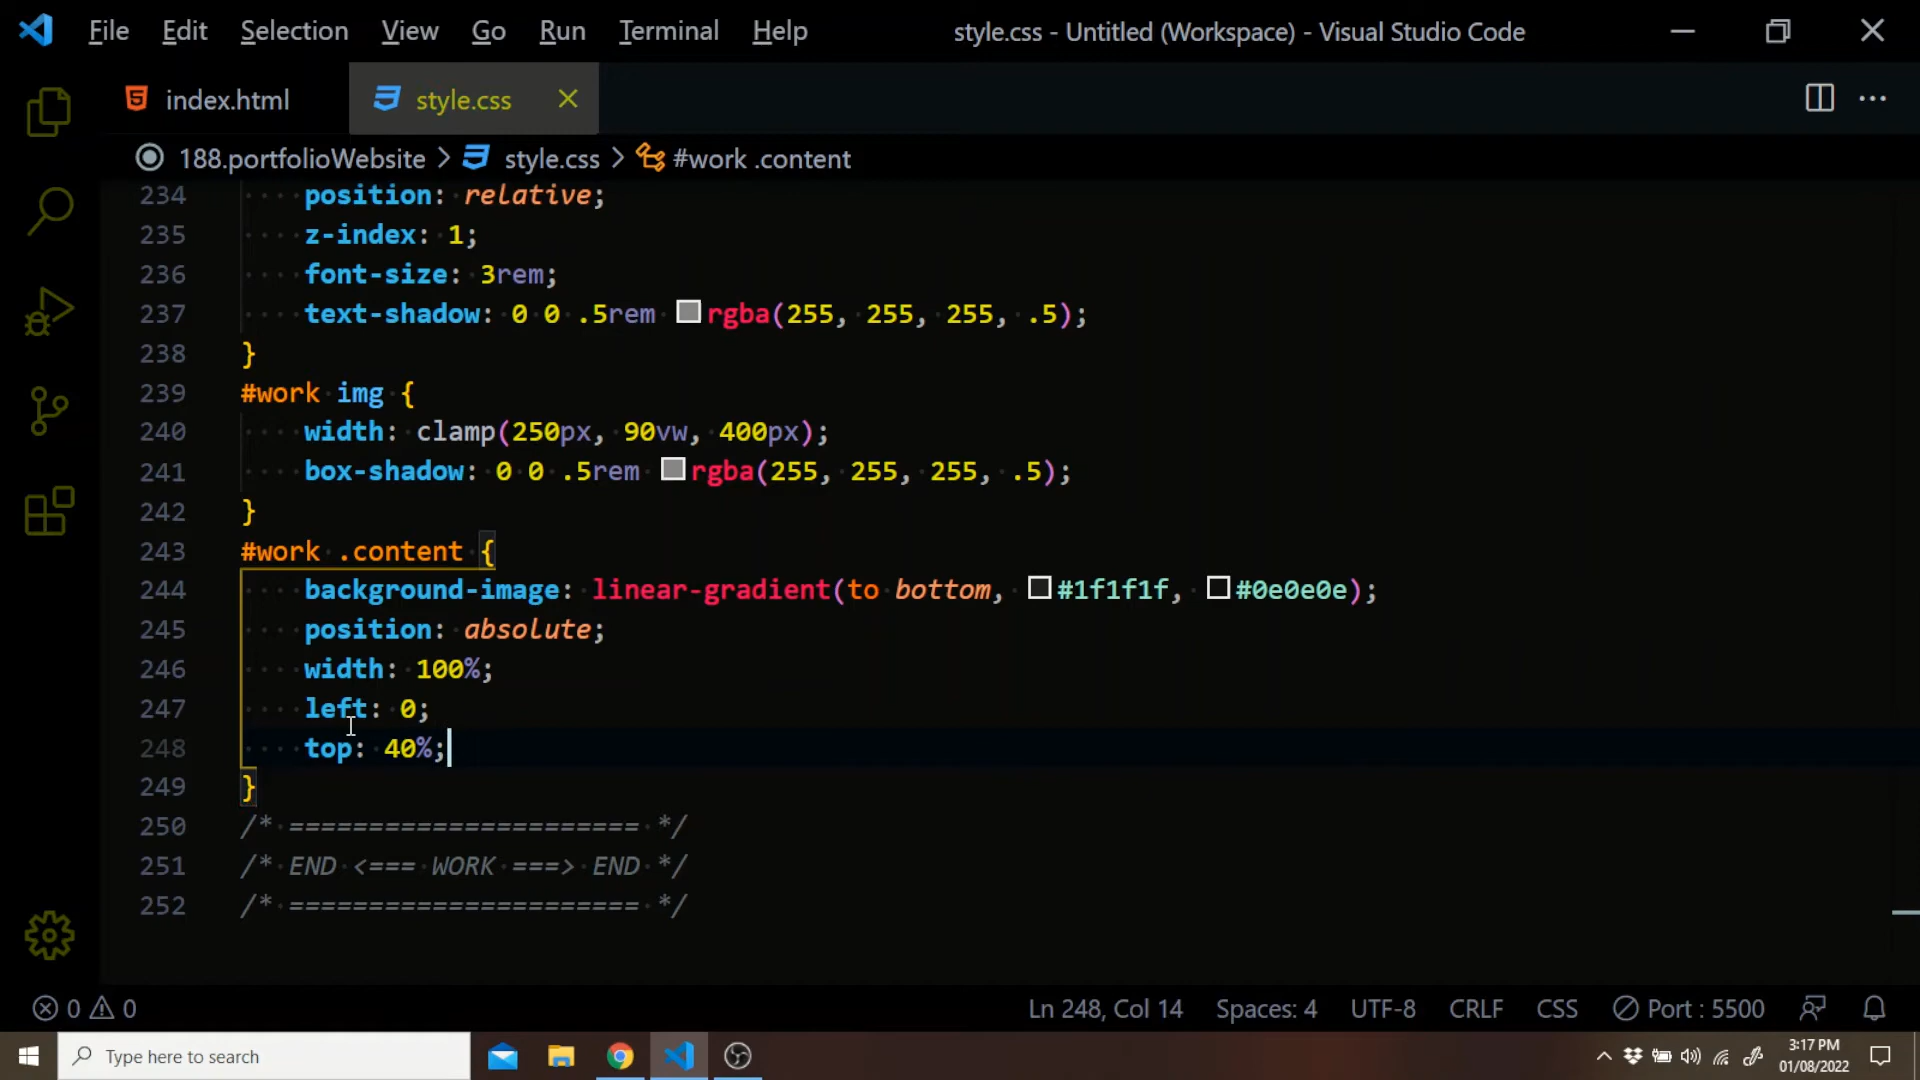 File Edit Selection View Go Run Terminal Help style.css - Untitled (Workspace) - Visual Studio Code
index.html style.css
188.portfolioWebsite > style.css > #work .content
234 position: relative;
235 z-index: 1;
236 font-size: 3rem;
237 text-shadow: 0 0 .5rem rgba(255, 255, 255, .5);
238 }
239 #work img {
240 width: clamp(250px, 90vw, 400px);
241 box-shadow: 0 0 .5rem rgba(255, 255, 255, .5);
242 }
243 #work .content {
244 background-image: linear-gradient(to bottom, #1f1f1f, #0e0e0e);
245 position: absolute;
246 width: 100%;
247 left: 0;
248 top: 40%;
249 }
250 /* ====================== */
251 /* END <=== WORK ===> END */
252 /* ====================== */
0 0 Ln 248, Col 14 Spaces: 4 UTF-8 CRLF CSS Port : 5500
Type here to search
3:17 PM
01/08/2022